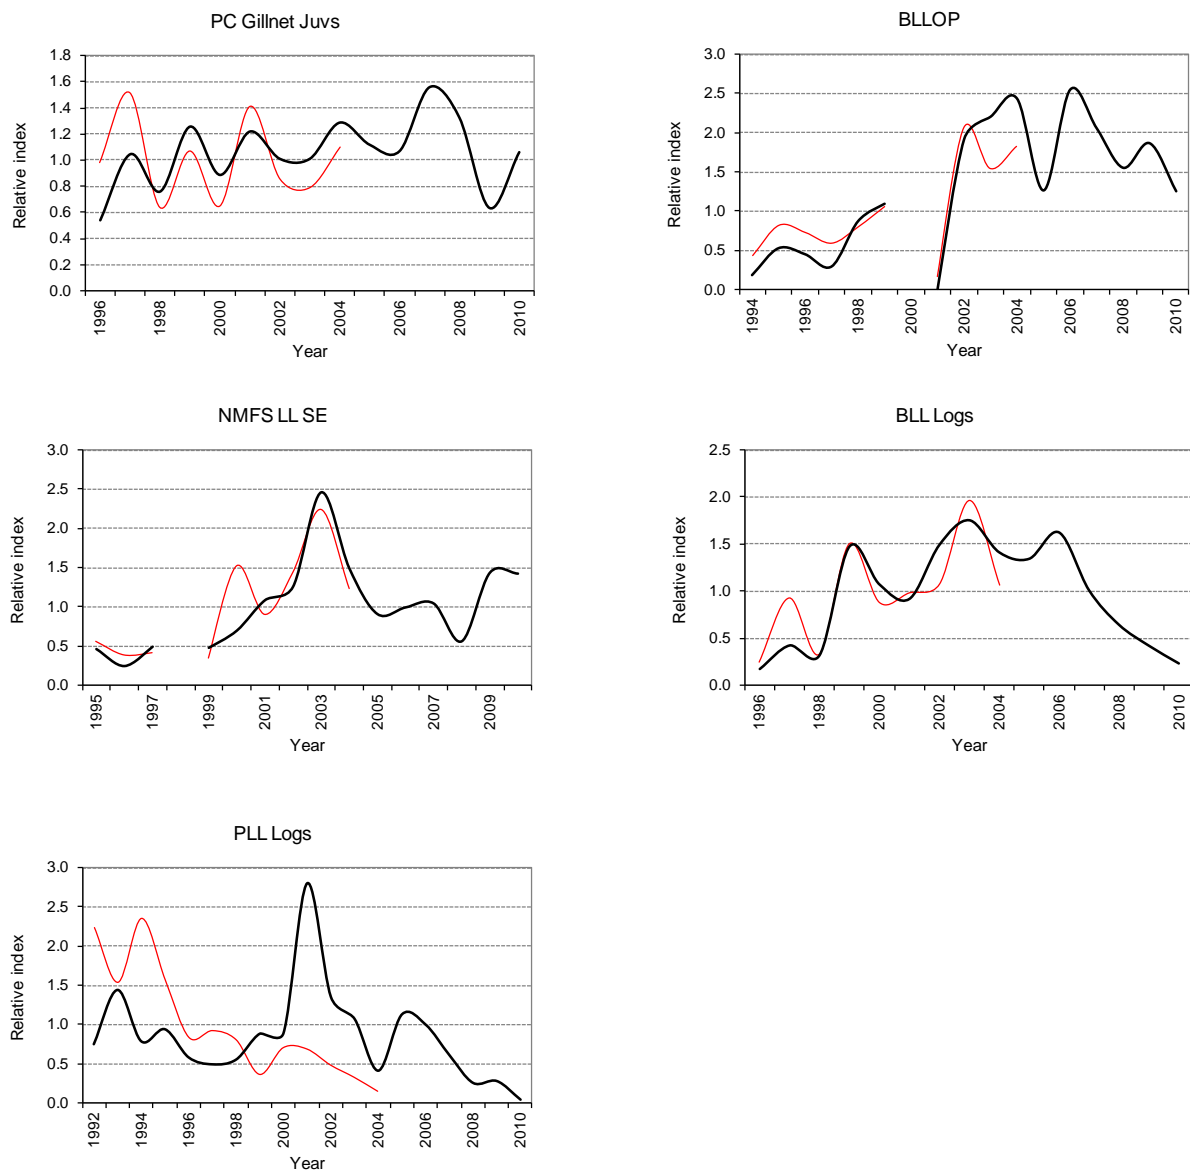 PC Gillnet Juvs
1.8
1.6
1.4
1.2
1.0
0.8
0.6
0.4
0.2
0.0
Relative index
1996 1998 2000 2002 2004 2006 2008 2010
Year
BLLOP
3.0
2.5
2.0
1.5
1.0
0.5
0.0
Relative index
1994 1996 1998 2000 2002 2004 2006 2008 2010
Year
NMFS LL SE
3.0
2.5
2.0
1.5
1.0
0.5
0.0
Relative index
1995 1997 1999 2001 2003 2005 2007 2009
Year
BLL Logs
2.5
2.0
1.5
1.0
0.5
0.0
Relative index
1996 1998 2000 2002 2004 2006 2008 2010
Year
PLL Logs
3.0
2.5
2.0
1.5
1.0
0.5
0.0
Relative index
1992 1994 1996 1998 2000 2002 2004 2006 2008 2010
Year